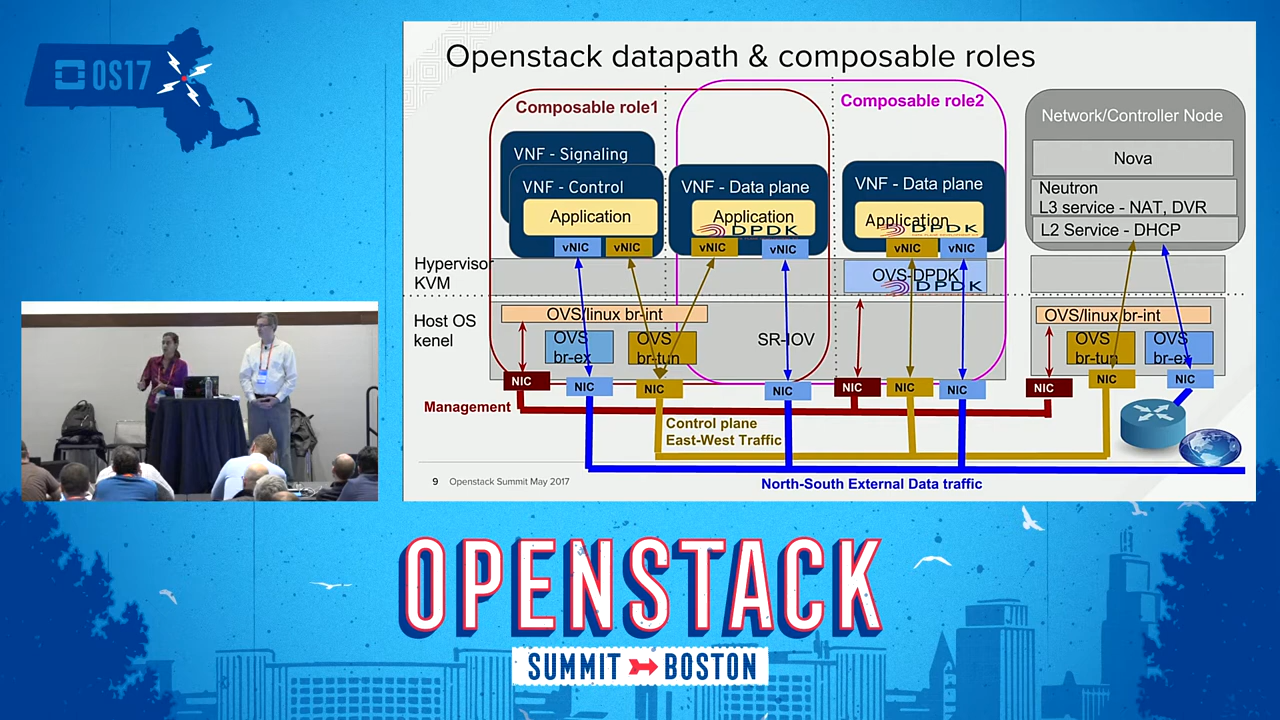 OS17
Openstack datapath & composable roles
Composable role1
Composable role2
Network/Controller Node
VNF - Signaling
VNF - Control
Application
vNIC
vNIC
VNF - Data plane
Application
DPDK
vNIC
vNIC
VNF - Data plane
Application
DPDK
vNIC
vNIC
Nova
Neutron
L3 service - NAT, DVR
L2 Service - DHCP
Hypervisor
KVM
OVS-DPDK
DPDK
Host OS
kenel
OVS/linux br-int
OVS
br-ex
OVS
br-tun
SR-IOV
OVS/linux br-int
OVS
br-tun
OVS
br-ex
NIC
NIC
NIC
NIC
NIC
NIC
NIC
NIC
NIC
NIC
Management
Control plane
East-West Traffic
9 Openstack Summit May 2017
North-South External Data traffic
OPENSTACK
SUMMIT BOSTON